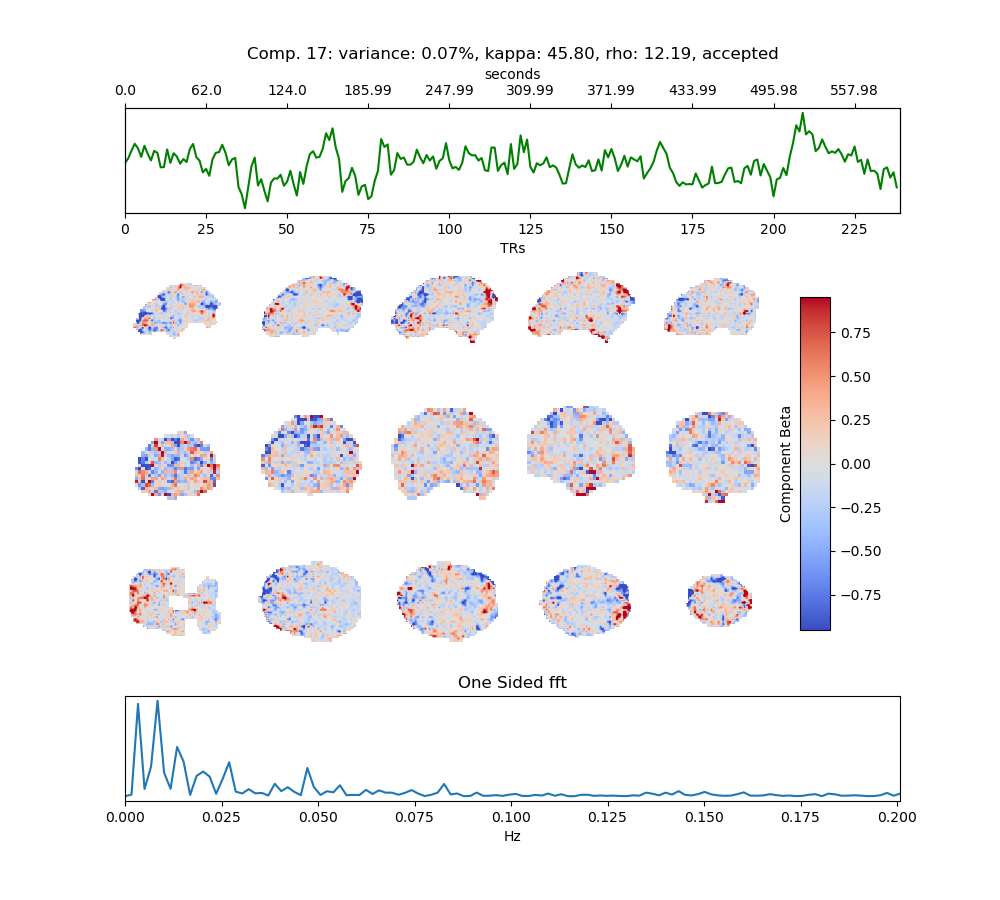 Comp. 17: variance: 0.07%, kappa: 45.80, rho: 12.19, accepted
seconds
0.0 62.0 124.0 185.99 247.99 309.99 371.99 433.99 495.98 557.98
0 25 50 75 100 125 150 175 200 225
TRs
0.75
0.50
0.25
0.00
−0.25
−0.50
−0.75
Component Beta
One Sided fft
0.000 0.025 0.050 0.075 0.100 0.125 0.150 0.175 0.200
Hz